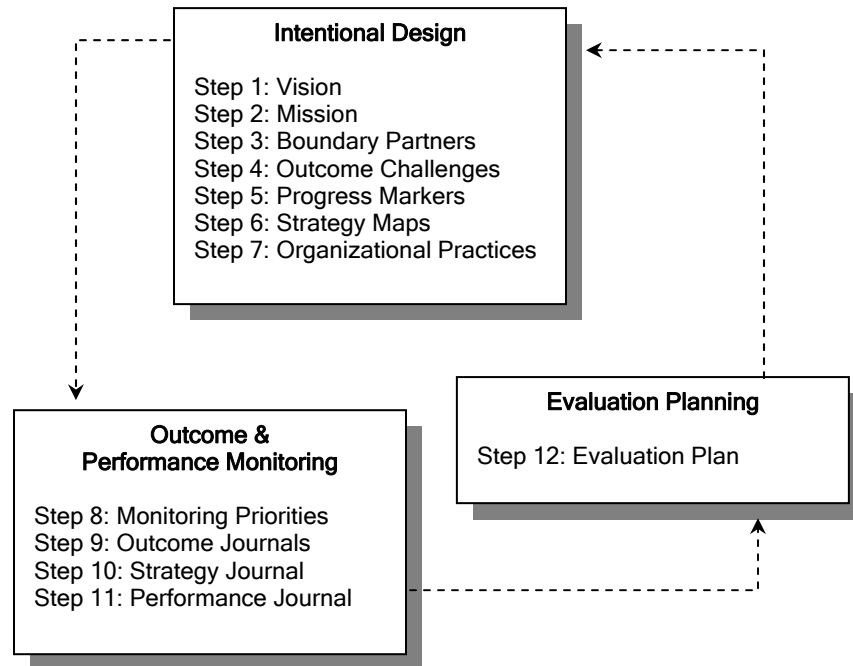 Intentional Design
Step 1: Vision
Step 2: Mission
Step 3: Boundary Partners
Step 4: Outcome Challenges
Step 5: Progress Markers
Step 6: Strategy Maps
Step 7: Organizational Practices
Outcome &
Performance Monitoring
Step 8: Monitoring Priorities
Step 9: Outcome Journals
Step 10: Strategy Journal
Step 11: Performance Journal
Evaluation Planning
Step 12: Evaluation Plan